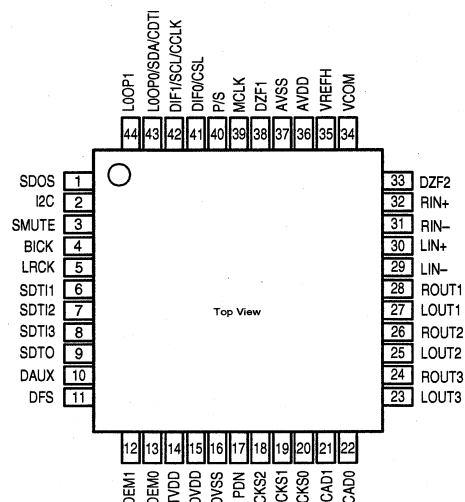 LOOP1
LOOP0/SDA/CDTI
DIF1/SCL/CCLK
DIF0/CSL
P/S
MCLK
DZF1
AVSS
AVDD
VREFH
VCOM
44 43 42 41 40 39 38 37 36 35 34
SDOS 1
I2C 2
SMUTE 3
BICK 4
LRCK 5
SDTI1 6
SDTI2 7
SDTI3 8
SDTO 9
DAUX 10
DFS 11
Top View
33 DZF2
32 RIN+
31 RIN−
30 LIN+
29 LIN−
28 ROUT1
27 LOUT1
26 ROUT2
25 LOUT2
24 ROUT3
23 LOUT3
12 13 14 15 16 17 18 19 20 21 22
DEM1
DEM0
TVDD
DVDD
DVSS
PDN
CKS2
CKS1
CKS0
CAD1
CAD0